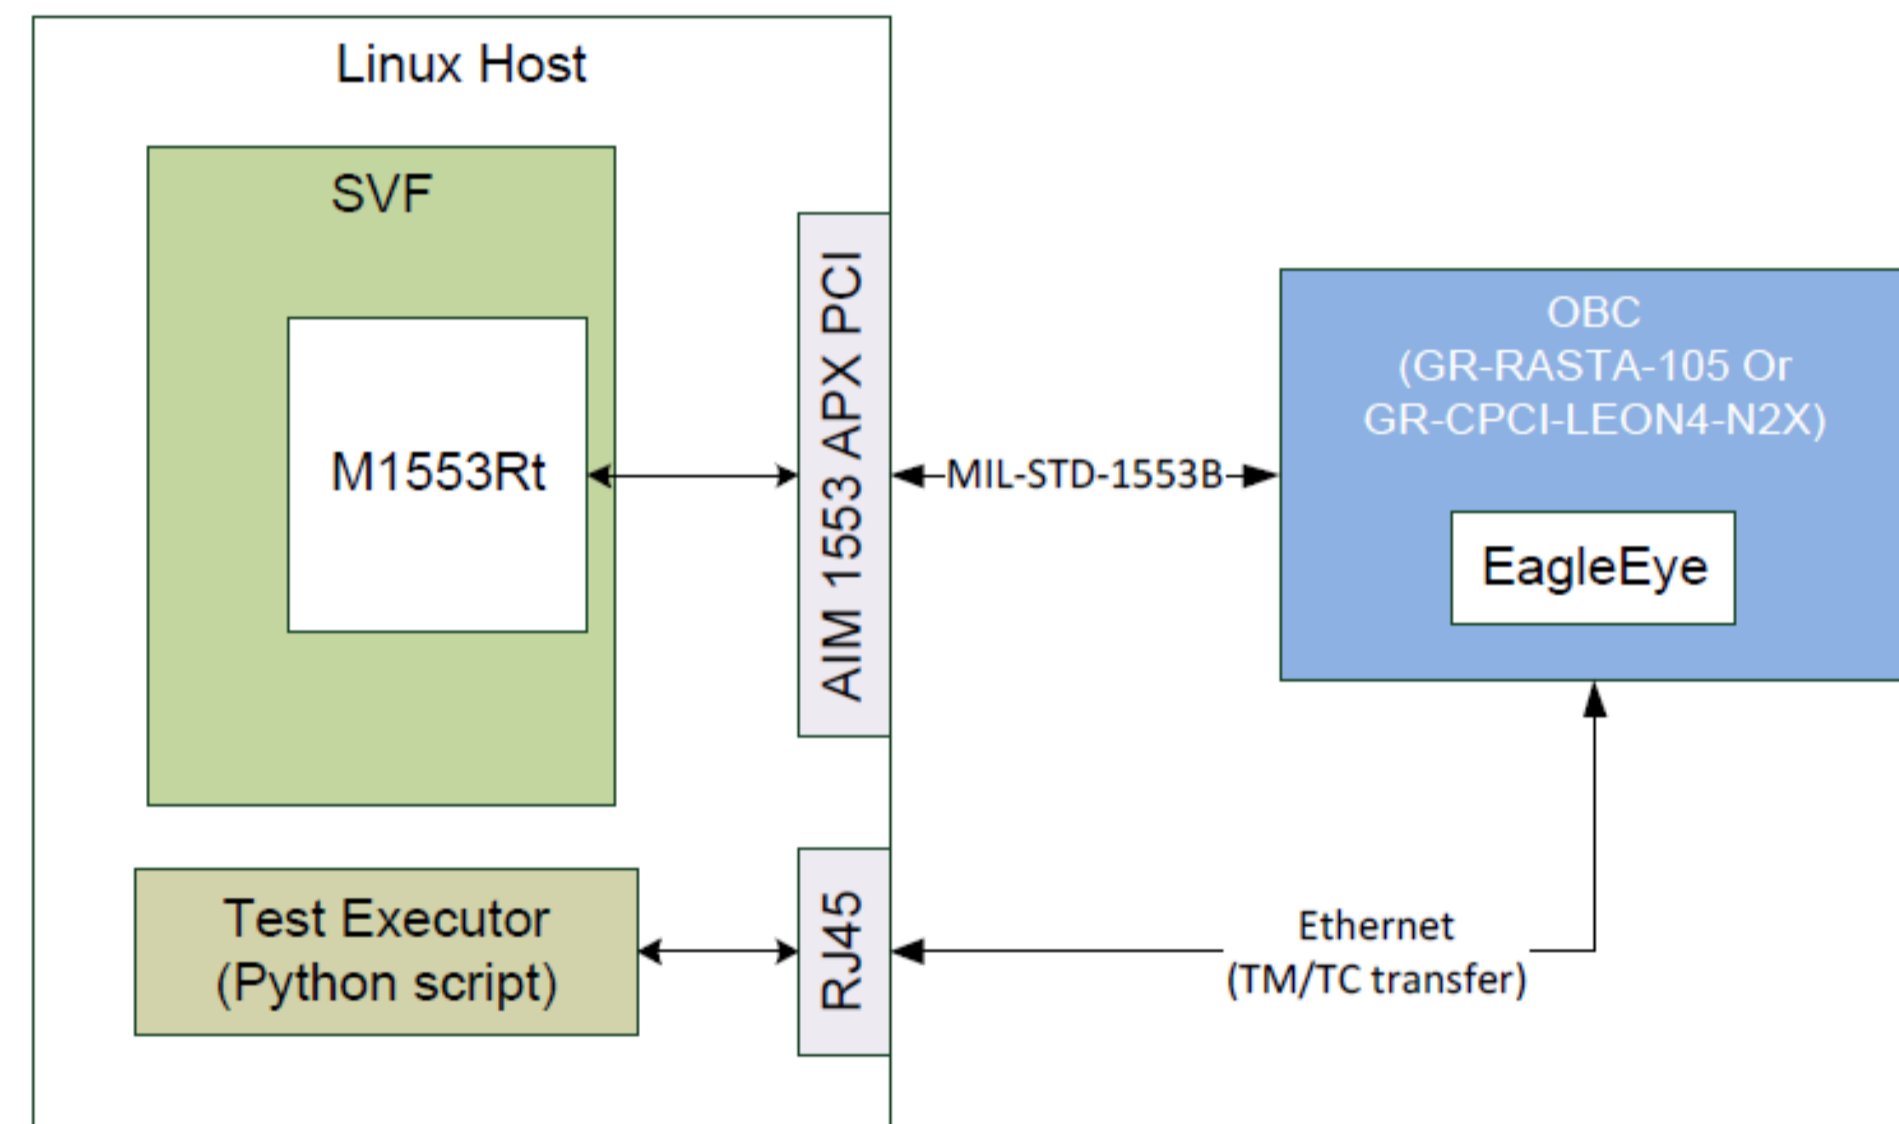 Linux Host
SVF
M1553Rt
AIM 1553 APX PCI
MIL-STD-1553B
OBC
(GR-RASTA-105 Or
GR-CPCI-LEON4-N2X)
EagleEye
Test Executor
(Python script)
RJ45
Ethernet
(TM/TC transfer)